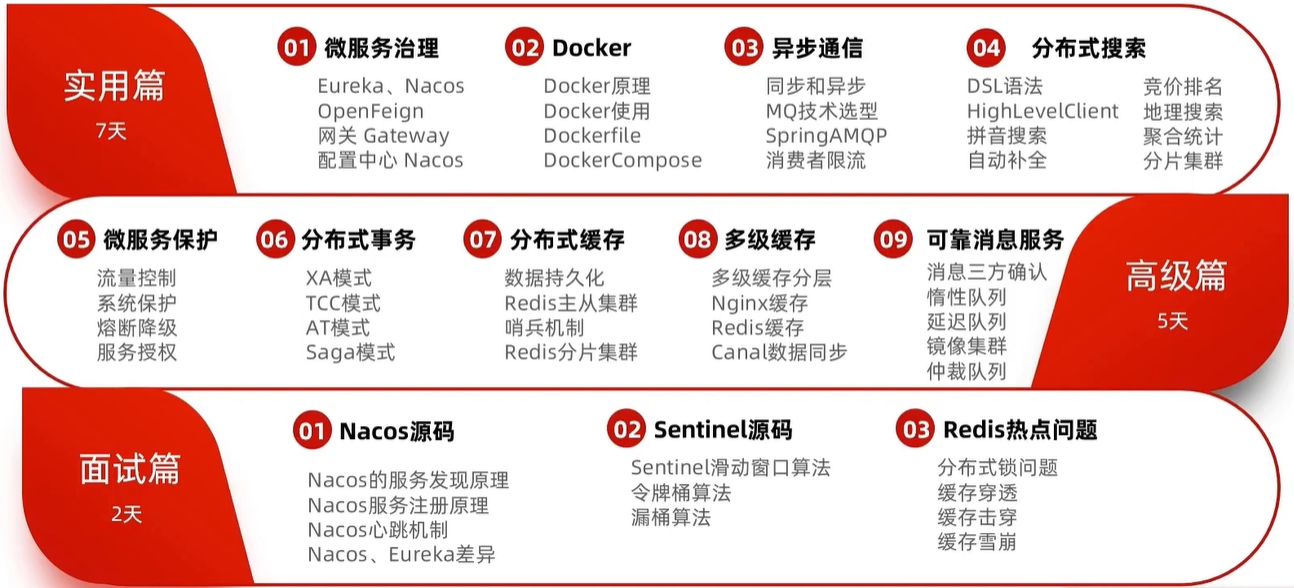 实用篇
7天
01 微服务治理
Eureka、Nacos
OpenFeign
网关 Gateway
配置中心 Nacos
02 Docker
Docker原理
Docker使用
Dockerfile
DockerCompose
03 异步通信
同步和异步
MQ技术选型
SpringAMQP
消费者限流
04 分布式搜索
DSL语法
HighLevelClient
拼音搜索
自动补全
竞价排名
地理搜索
聚合统计
分片集群
05 微服务保护
流量控制
系统保护
熔断降级
服务授权
06 分布式事务
XA模式
TCC模式
AT模式
Saga模式
07 分布式缓存
数据持久化
Redis主从集群
哨兵机制
Redis分片集群
08 多级缓存
多级缓存分层
Nginx缓存
Redis缓存
Canal数据同步
09 可靠消息服务
消息三方确认
惰性队列
延迟队列
镜像集群
仲裁队列
高级篇
5天
面试篇
2天
01 Nacos源码
Nacos的服务发现原理
Nacos服务注册原理
Nacos心跳机制
Nacos、Eureka差异
02 Sentinel源码
Sentinel滑动窗口算法
令牌桶算法
漏桶算法
03 Redis热点问题
分布式锁问题
缓存穿透
缓存击穿
缓存雪崩